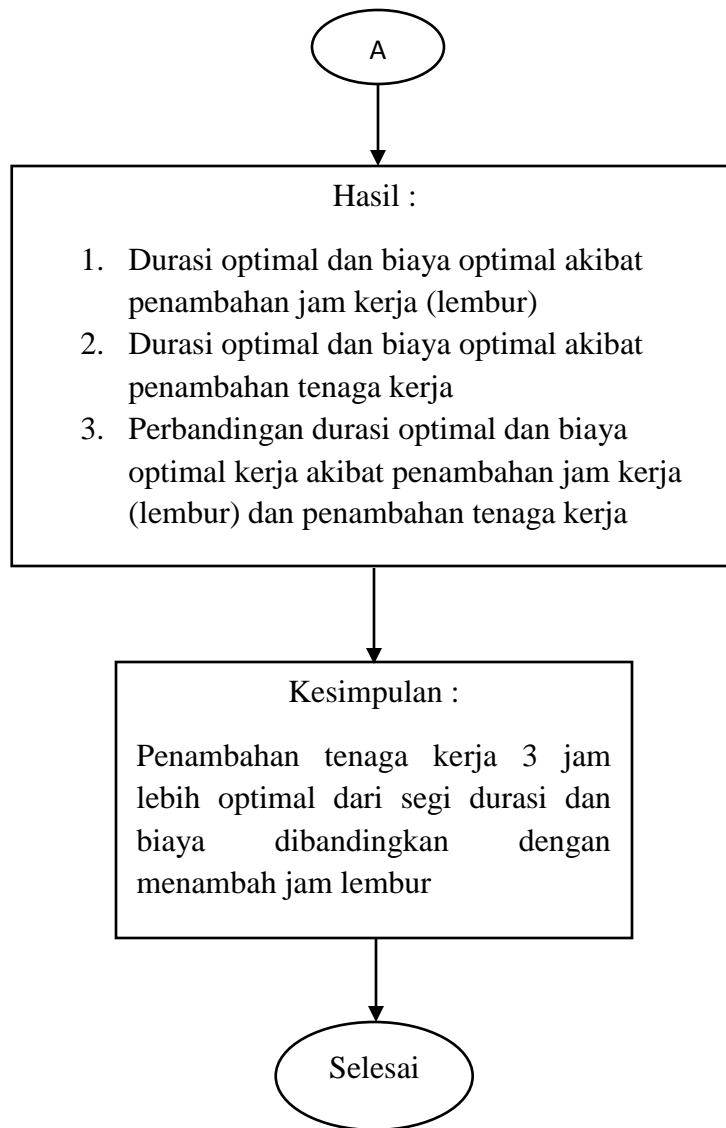 A
Hasil :
1. Durasi optimal dan biaya optimal akibat
penambahan jam kerja (lembur)
2. Durasi optimal dan biaya optimal akibat
penambahan tenaga kerja
3. Perbandingan durasi optimal dan biaya
optimal kerja akibat penambahan jam kerja
(lembur) dan penambahan tenaga kerja
Kesimpulan :
Penambahan tenaga kerja 3 jam
lebih optimal dari segi durasi dan
biaya dibandingkan dengan
menambah jam lembur
Selesai